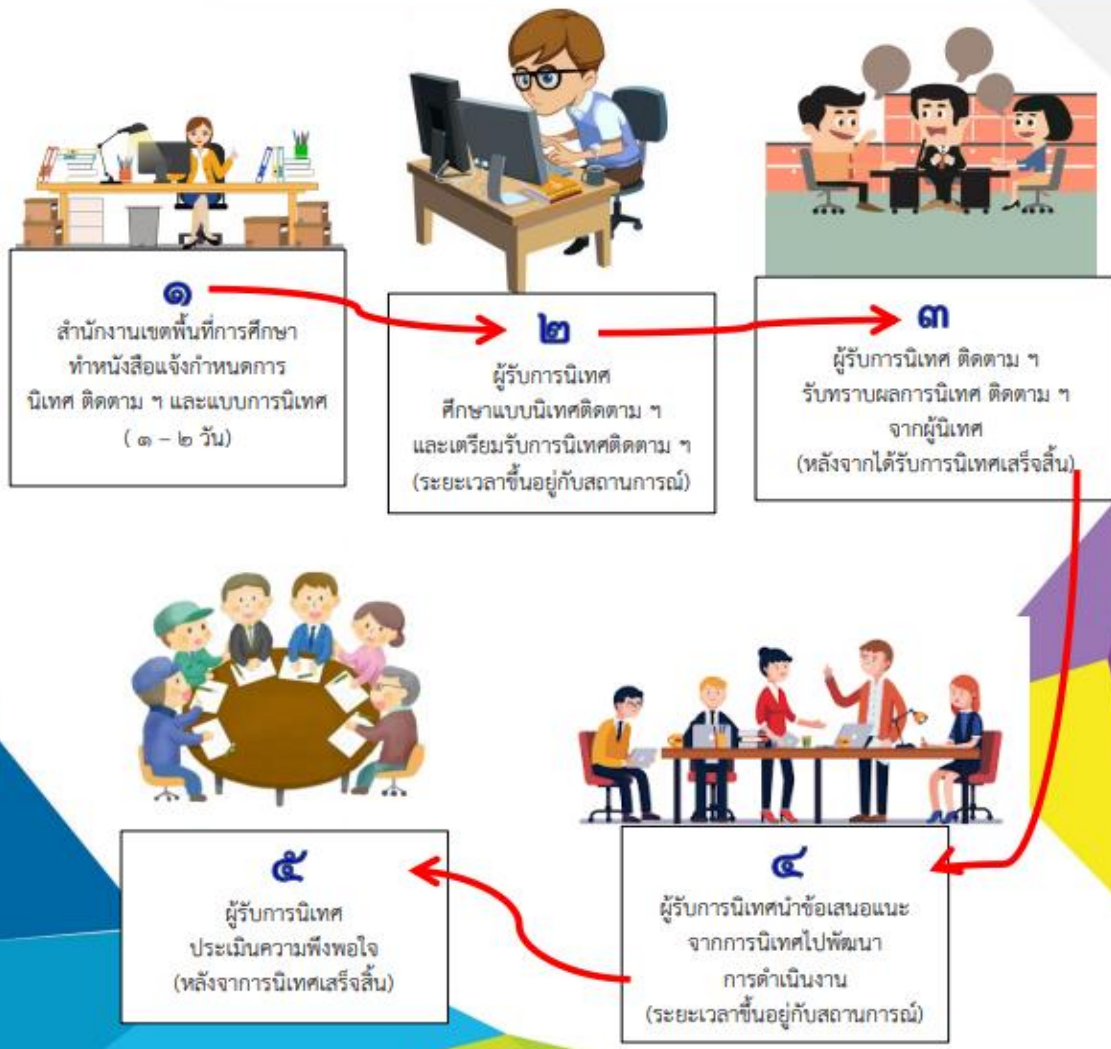 ๑
สำนักงานเขตพื้นที่การศึกษา
ทำหนังสือแจ้งกำหนดการ
นิเทศ ติดตาม ฯ และแบบการนิเทศ
( ๑ – ๒ วัน)
๒
ผู้รับการนิเทศ
ศึกษาแบบนิเทศติดตาม ฯ
และเตรียมรับการนิเทศติดตาม ฯ
(ระยะเวลาขึ้นอยู่กับสถานการณ์)
๓
ผู้รับการนิเทศ ติดตาม ฯ
รับทราบผลการนิเทศ ติดตาม ฯ
จากผู้นิเทศ
(หลังจากได้รับการนิเทศเสร็จสิ้น)
๔
ผู้รับการนิเทศนำข้อเสนอแนะ
จากการนิเทศไปพัฒนา
การดำเนินงาน
(ระยะเวลาขึ้นอยู่กับสถานการณ์)
๕
ผู้รับการนิเทศ
ประเมินความพึงพอใจ
(หลังจาการนิเทศเสร็จสิ้น)